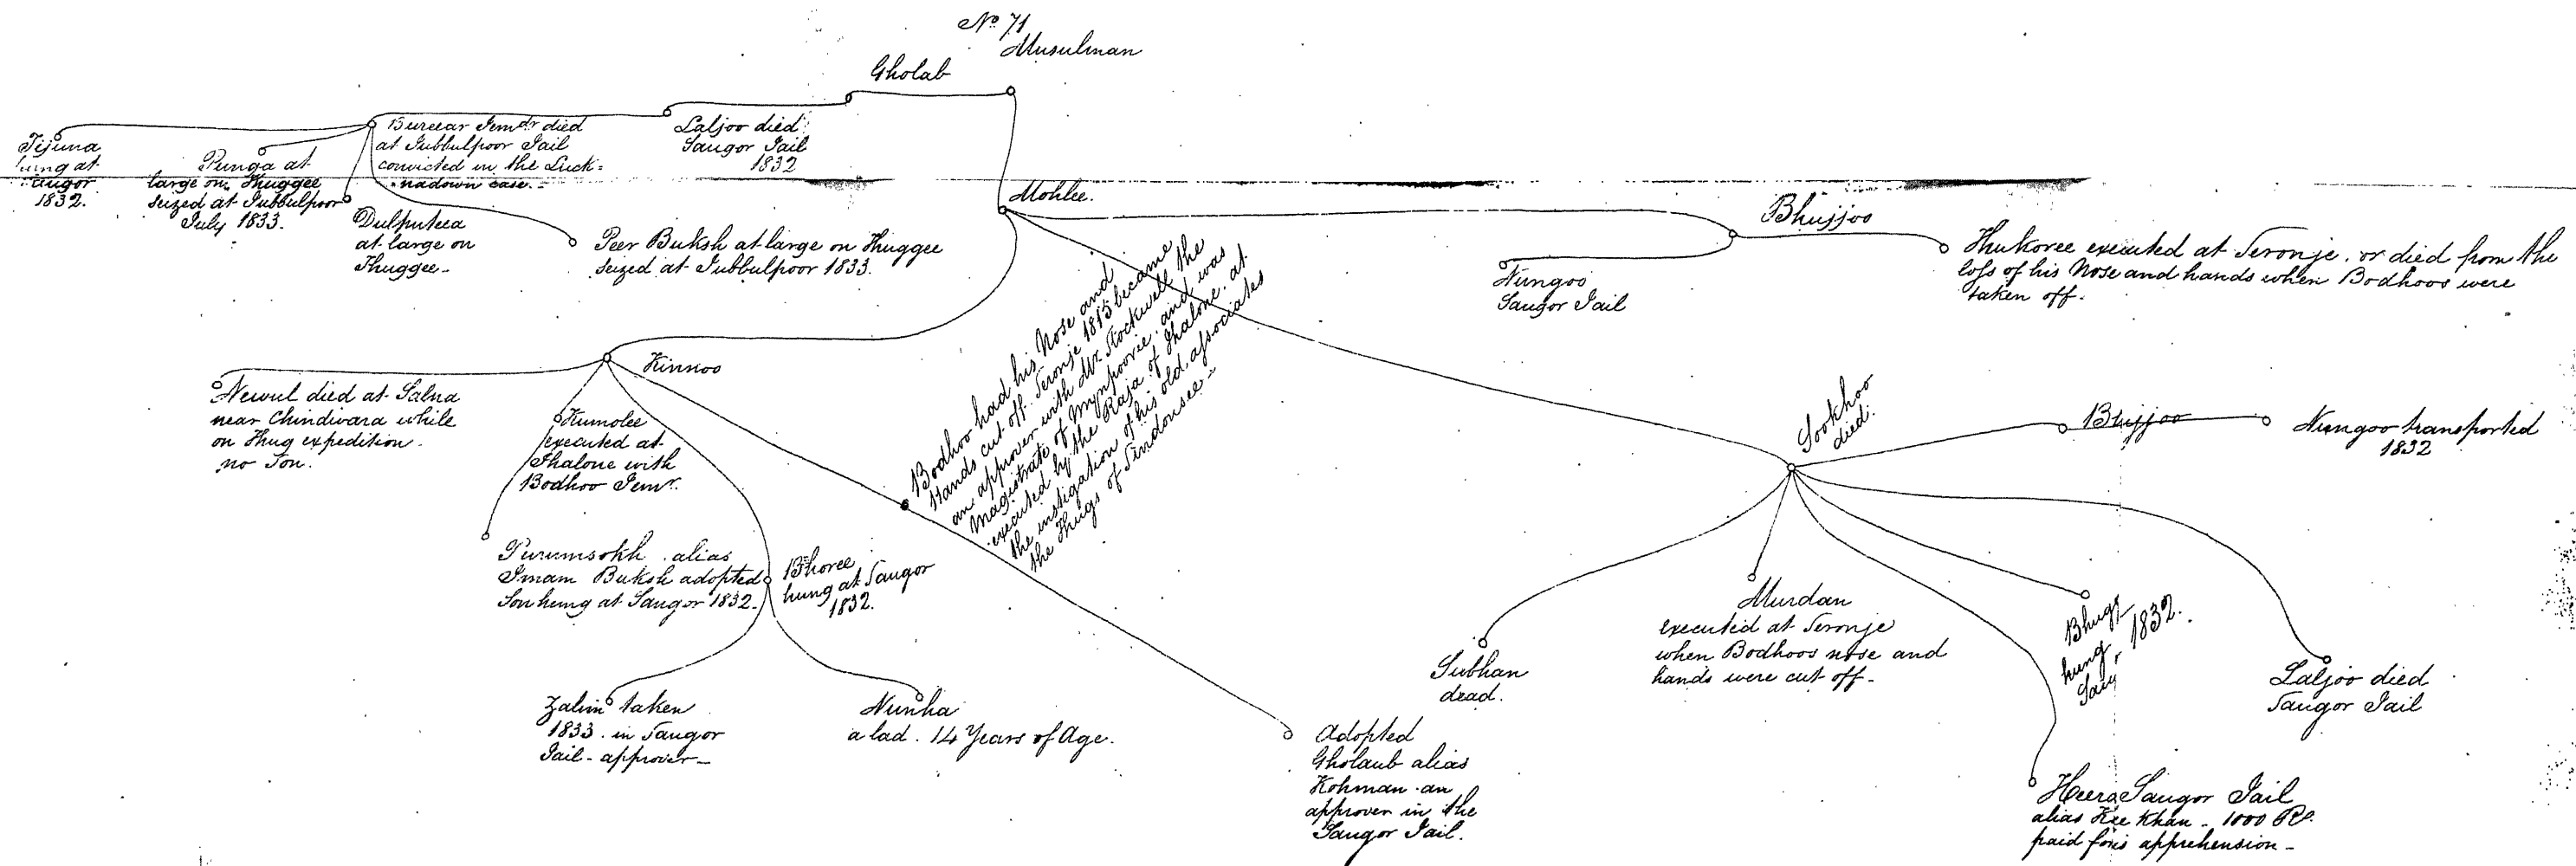 No. 71
Musulman
Gholab
Tejuna
hung at
Saugor
1832.
Punga at
large on Thuggee
seized at Jubbulpoor
July 1833.
Bureear Jemdr died
at Jubbulpoor Jail
convicted in the Luck=
nadown case.-
Laljoo died
Saugor Jail
1832
Dulputeea
at large on
Thuggee-
Peer Buksh at large on Thuggee
seized at Jubbulpoor 1833.
Mohlee.
Bhujjoo
Nungoo
Saugor Jail
Thukoree executed at Seronje. or died from the
loss of his Nose and hands when Bodhoos were
taken off.
Kinnoo
Newul died at Salna
near Chindwara while
on Thug expedition.
no Son.
Kumolee
executed at
Jhalone with
Bodhoo Jemr.
Bodhoo had his Nose and
Hands cut off. Seronje 1813 became
an approver with Mr. Stockwell the
Magistrate of Mynpoorie. and was
executed by the Raja of Jhalone. at
the instigation of his old associates
the Thugs of Sindousee-
Sookhoo
died.
Bhujjoo
Nungoo transported
1832
Purumsokh alias
Imam Buksh adopted
Son hung at Saugor 1832.
Bhoree
hung at Saugor
1832.
Zalim taken
1833. in Saugor
Jail - approver-
Nunha
a lad. 14 Years of Age.
Adopted
Gholaub alias
Kohman an
approver in the
Saugor Jail.
Subhan
dead.
Murdan
executed at Seronje
when Bodhoos nose and
hands were cut off-
hung
1832.
Laljoo died
Saugor Jail
Heera Saugor Jail
alias Khan - 1000 Rs.
paid apprehension-